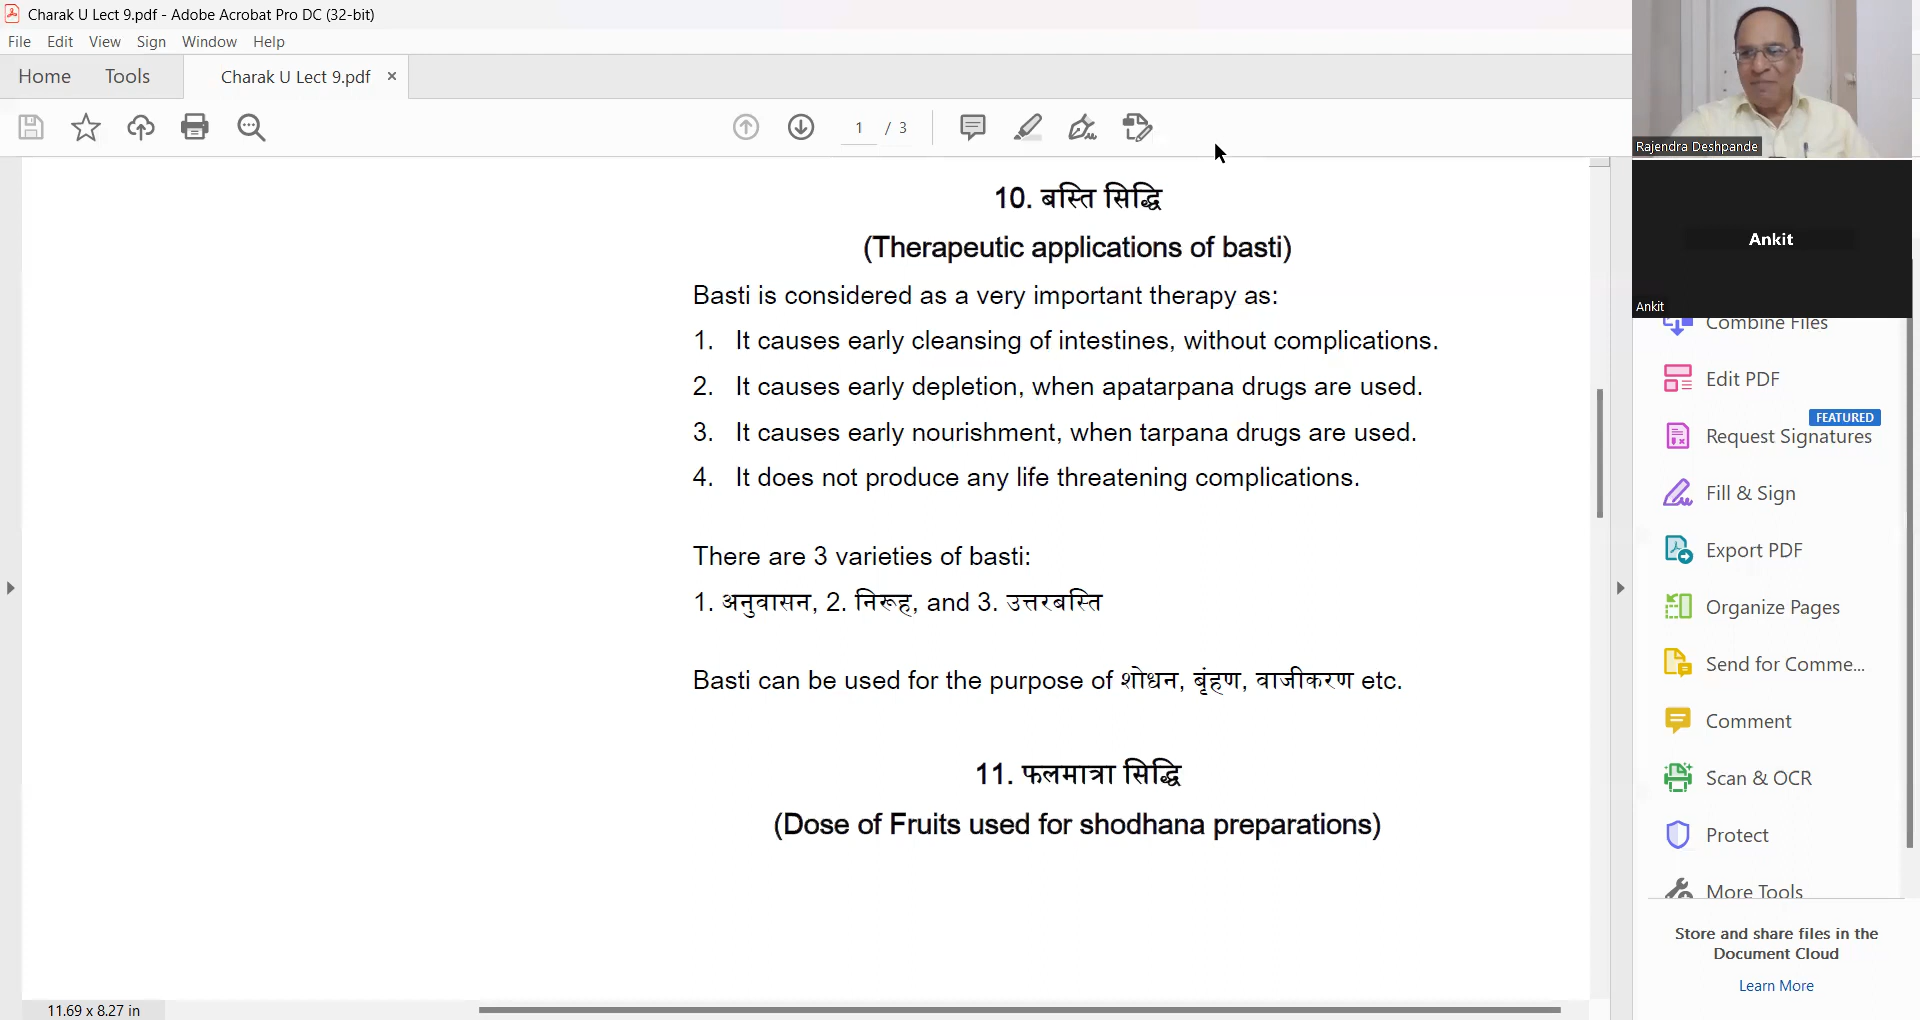 Charak U Lect 9.pdf - Adobe Acrobat Pro DC (32-bit)
File Edit View Sign Window Help
Home Tools Charak U Lect 9.pdf ×
1 / 3
10. बस्ति सिद्धि
(Therapeutic applications of basti)
Basti is considered as a very important therapy as:
1. It causes early cleansing of intestines, without complications.
2. It causes early depletion, when apatarpana drugs are used.
3. It causes early nourishment, when tarpana drugs are used.
4. It does not produce any life threatening complications.
There are 3 varieties of basti:
1. अनुवासन, 2. निरूह, and 3. उत्तरबस्ति
Basti can be used for the purpose of शोधन, बृंहण, वाजीकरण etc.
11. फलमात्रा सिद्धि
(Dose of Fruits used for shodhana preparations)
11.69 x 8.27 in
Rajendra Deshpande
Ankit
Ankit
Combine Files
Edit PDF
FEATURED
Request Signatures
Fill & Sign
Export PDF
Organize Pages
Send for Comme...
Comment
Scan & OCR
Protect
More Tools
Store and share files in the
Document Cloud
Learn More